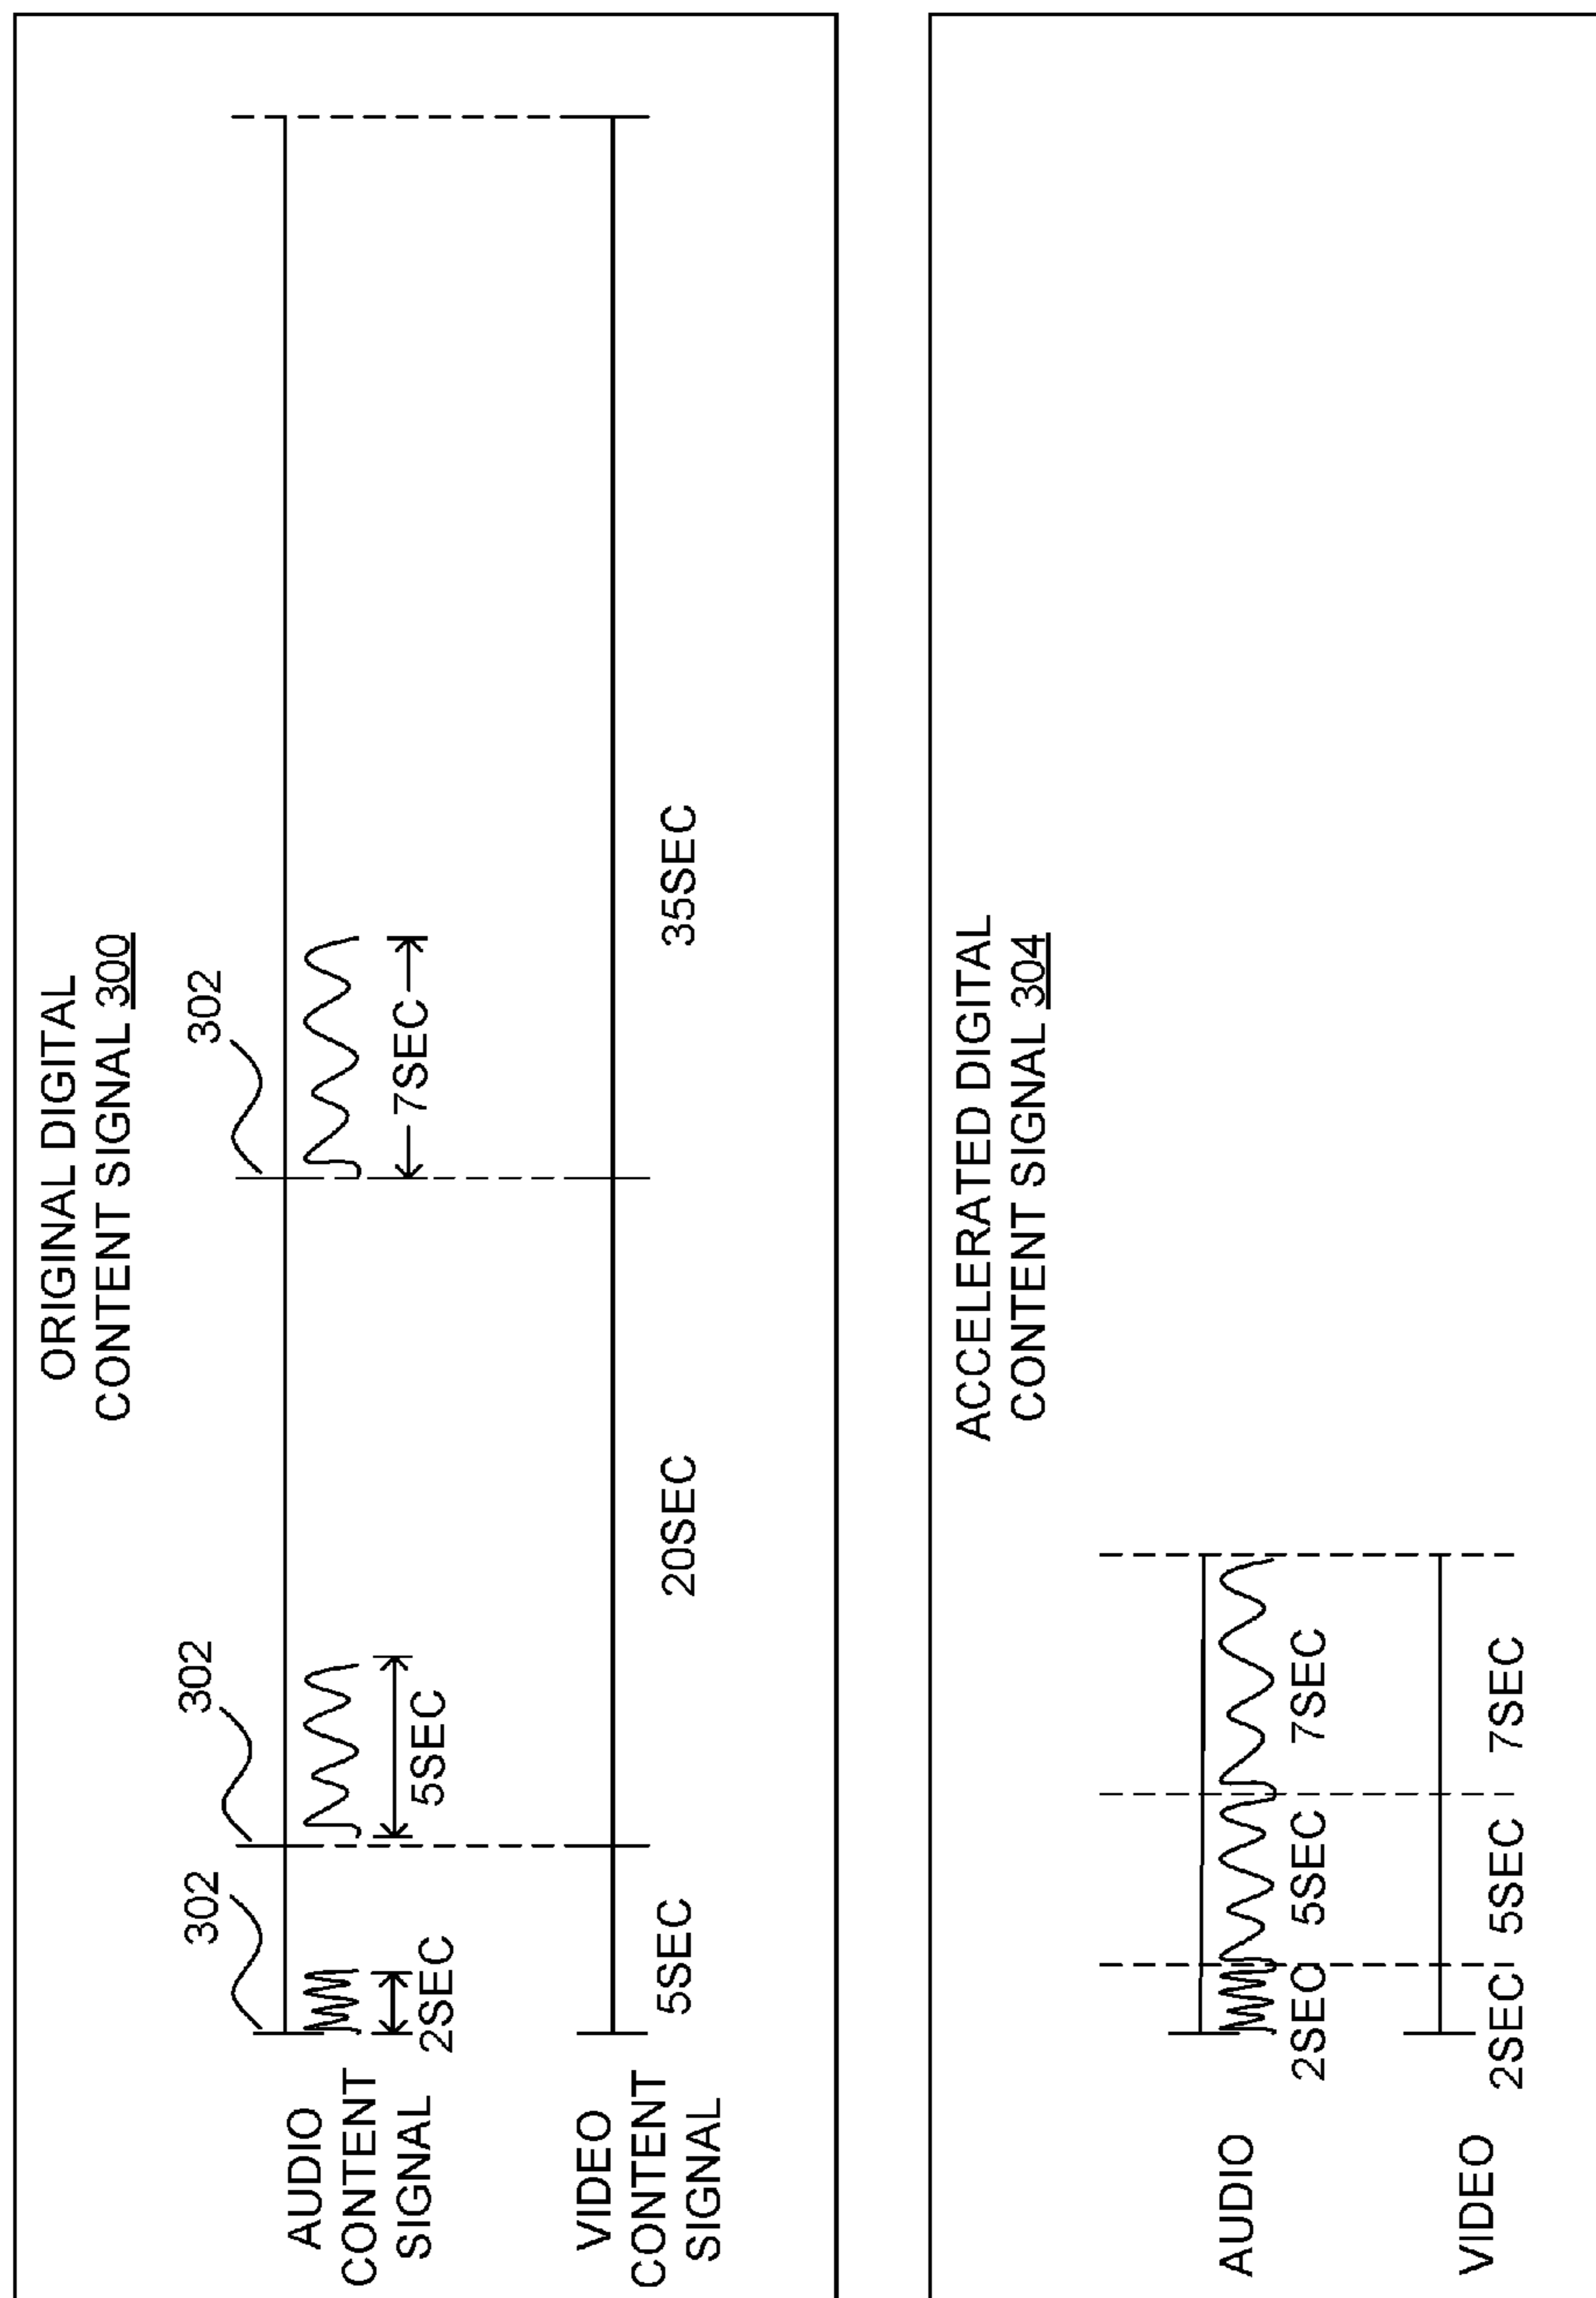 ORIGINAL DIGITAL
CONTENT SIGNAL 300
302
302
302
AUDIO
CONTENT
SIGNAL
2SEC
5SEC
7SEC
VIDEO
CONTENT
SIGNAL
5SEC
20SEC
35SEC
ACCELERATED DIGITAL
CONTENT SIGNAL 304
AUDIO
2SEC
5SEC
7SEC
VIDEO
2SEC
5SEC
7SEC